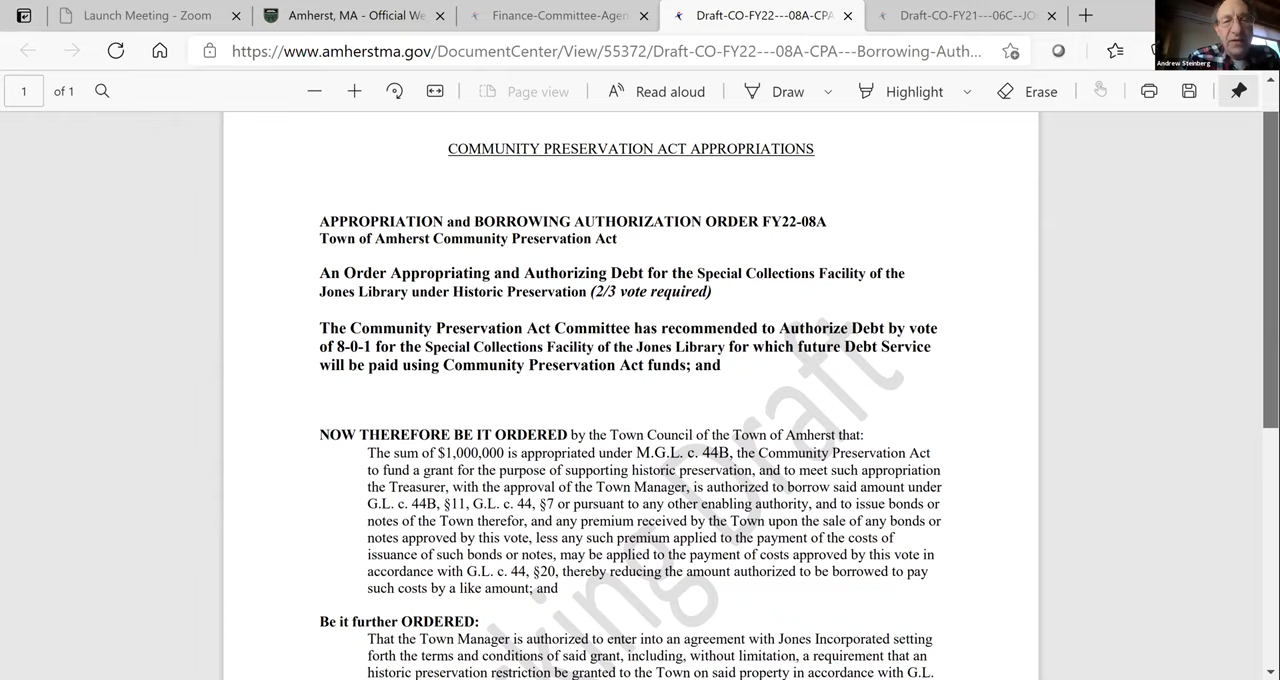 Launch Meeting - Zoom
Amherst, MA - Official We
Finance-Committee-Agen
Draft-CO-FY22---08A-CPA
Draft-CO-FY21---06C--JO
https://www.amherstma.gov/DocumentCenter/View/55372/Draft-CO-FY22---08A-CPA---Borrowing-Auth...
Andrew Steinberg
1 of 1
Page view
Read aloud
Draw
Highlight
Erase
COMMUNITY PRESERVATION ACT APPROPRIATIONS
APPROPRIATION and BORROWING AUTHORIZATION ORDER FY22-08A
Town of Amherst Community Preservation Act
An Order Appropriating and Authorizing Debt for the Special Collections Facility of the
Jones Library under Historic Preservation (2/3 vote required)
The Community Preservation Act Committee has recommended to Authorize Debt by vote
of 8-0-1 for the Special Collections Facility of the Jones Library for which future Debt Service
will be paid using Community Preservation Act funds; and
NOW THEREFORE BE IT ORDERED by the Town Council of the Town of Amherst that:
The sum of $1,000,000 is appropriated under M.G.L. c. 44B, the Community Preservation Act
to fund a grant for the purpose of supporting historic preservation, and to meet such appropriation
the Treasurer, with the approval of the Town Manager, is authorized to borrow said amount under
G.L. c. 44B, §11, G.L. c. 44, §7 or pursuant to any other enabling authority, and to issue bonds or
notes of the Town therefor, and any premium received by the Town upon the sale of any bonds or
notes approved by this vote, less any such premium applied to the payment of the costs of
issuance of such bonds or notes, may be applied to the payment of costs approved by this vote in
accordance with G.L. c. 44, §20, thereby reducing the amount authorized to be borrowed to pay
such costs by a like amount; and
Be it further ORDERED:
That the Town Manager is authorized to enter into an agreement with Jones Incorporated setting
forth the terms and conditions of said grant, including, without limitation, a requirement that an
historic preservation restriction be granted to the Town on said property in accordance with G.L.
king Draft